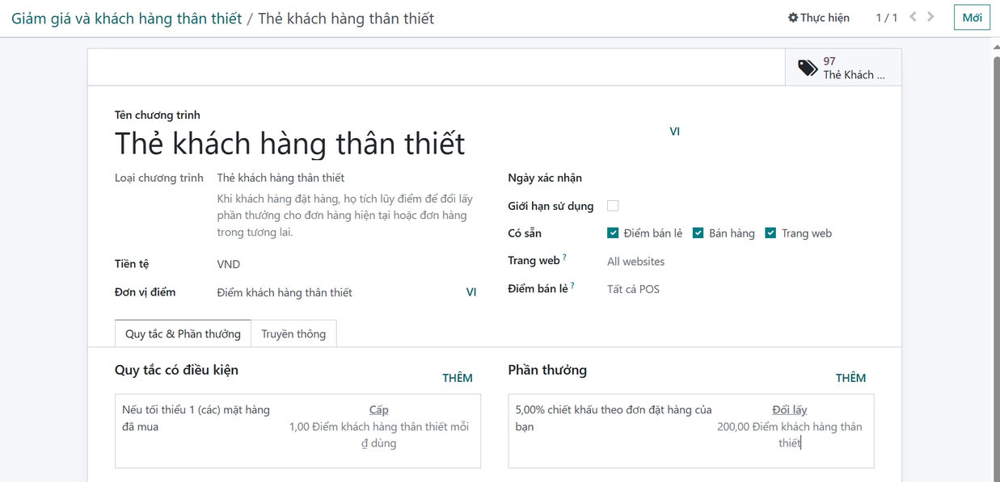 Giảm giá và khách hàng thân thiết / Thẻ khách hàng thân thiết
Thực hiện
1 / 1
Mới
97
Thẻ Khách ...
Tên chương trình
Thẻ khách hàng thân thiết
VI
Loại chương trình
Thẻ khách hàng thân thiết
Khi khách hàng đặt hàng, họ tích lũy điểm để đổi lấy
phần thưởng cho đơn hàng hiện tại hoặc đơn hàng
trong tương lai.
Tiền tệ
VND
Đơn vị điểm
Điểm khách hàng thân thiết
VI
Ngày xác nhận
Giới hạn sử dụng
Có sẵn
Điểm bán lẻ
Bán hàng
Trang web
Trang web ?
All websites
Điểm bán lẻ ?
Tất cả POS
Quy tắc & Phần thưởng
Truyền thông
Quy tắc có điều kiện
THÊM
Nếu tối thiểu 1 (các) mặt hàng
đã mua
Cấp
1,00 Điểm khách hàng thân thiết mỗi
₫ dùng
Phần thưởng
THÊM
5,00% chiết khấu theo đơn đặt hàng của
bạn
Đổi lấy
200,00 Điểm khách hàng thân
thiết